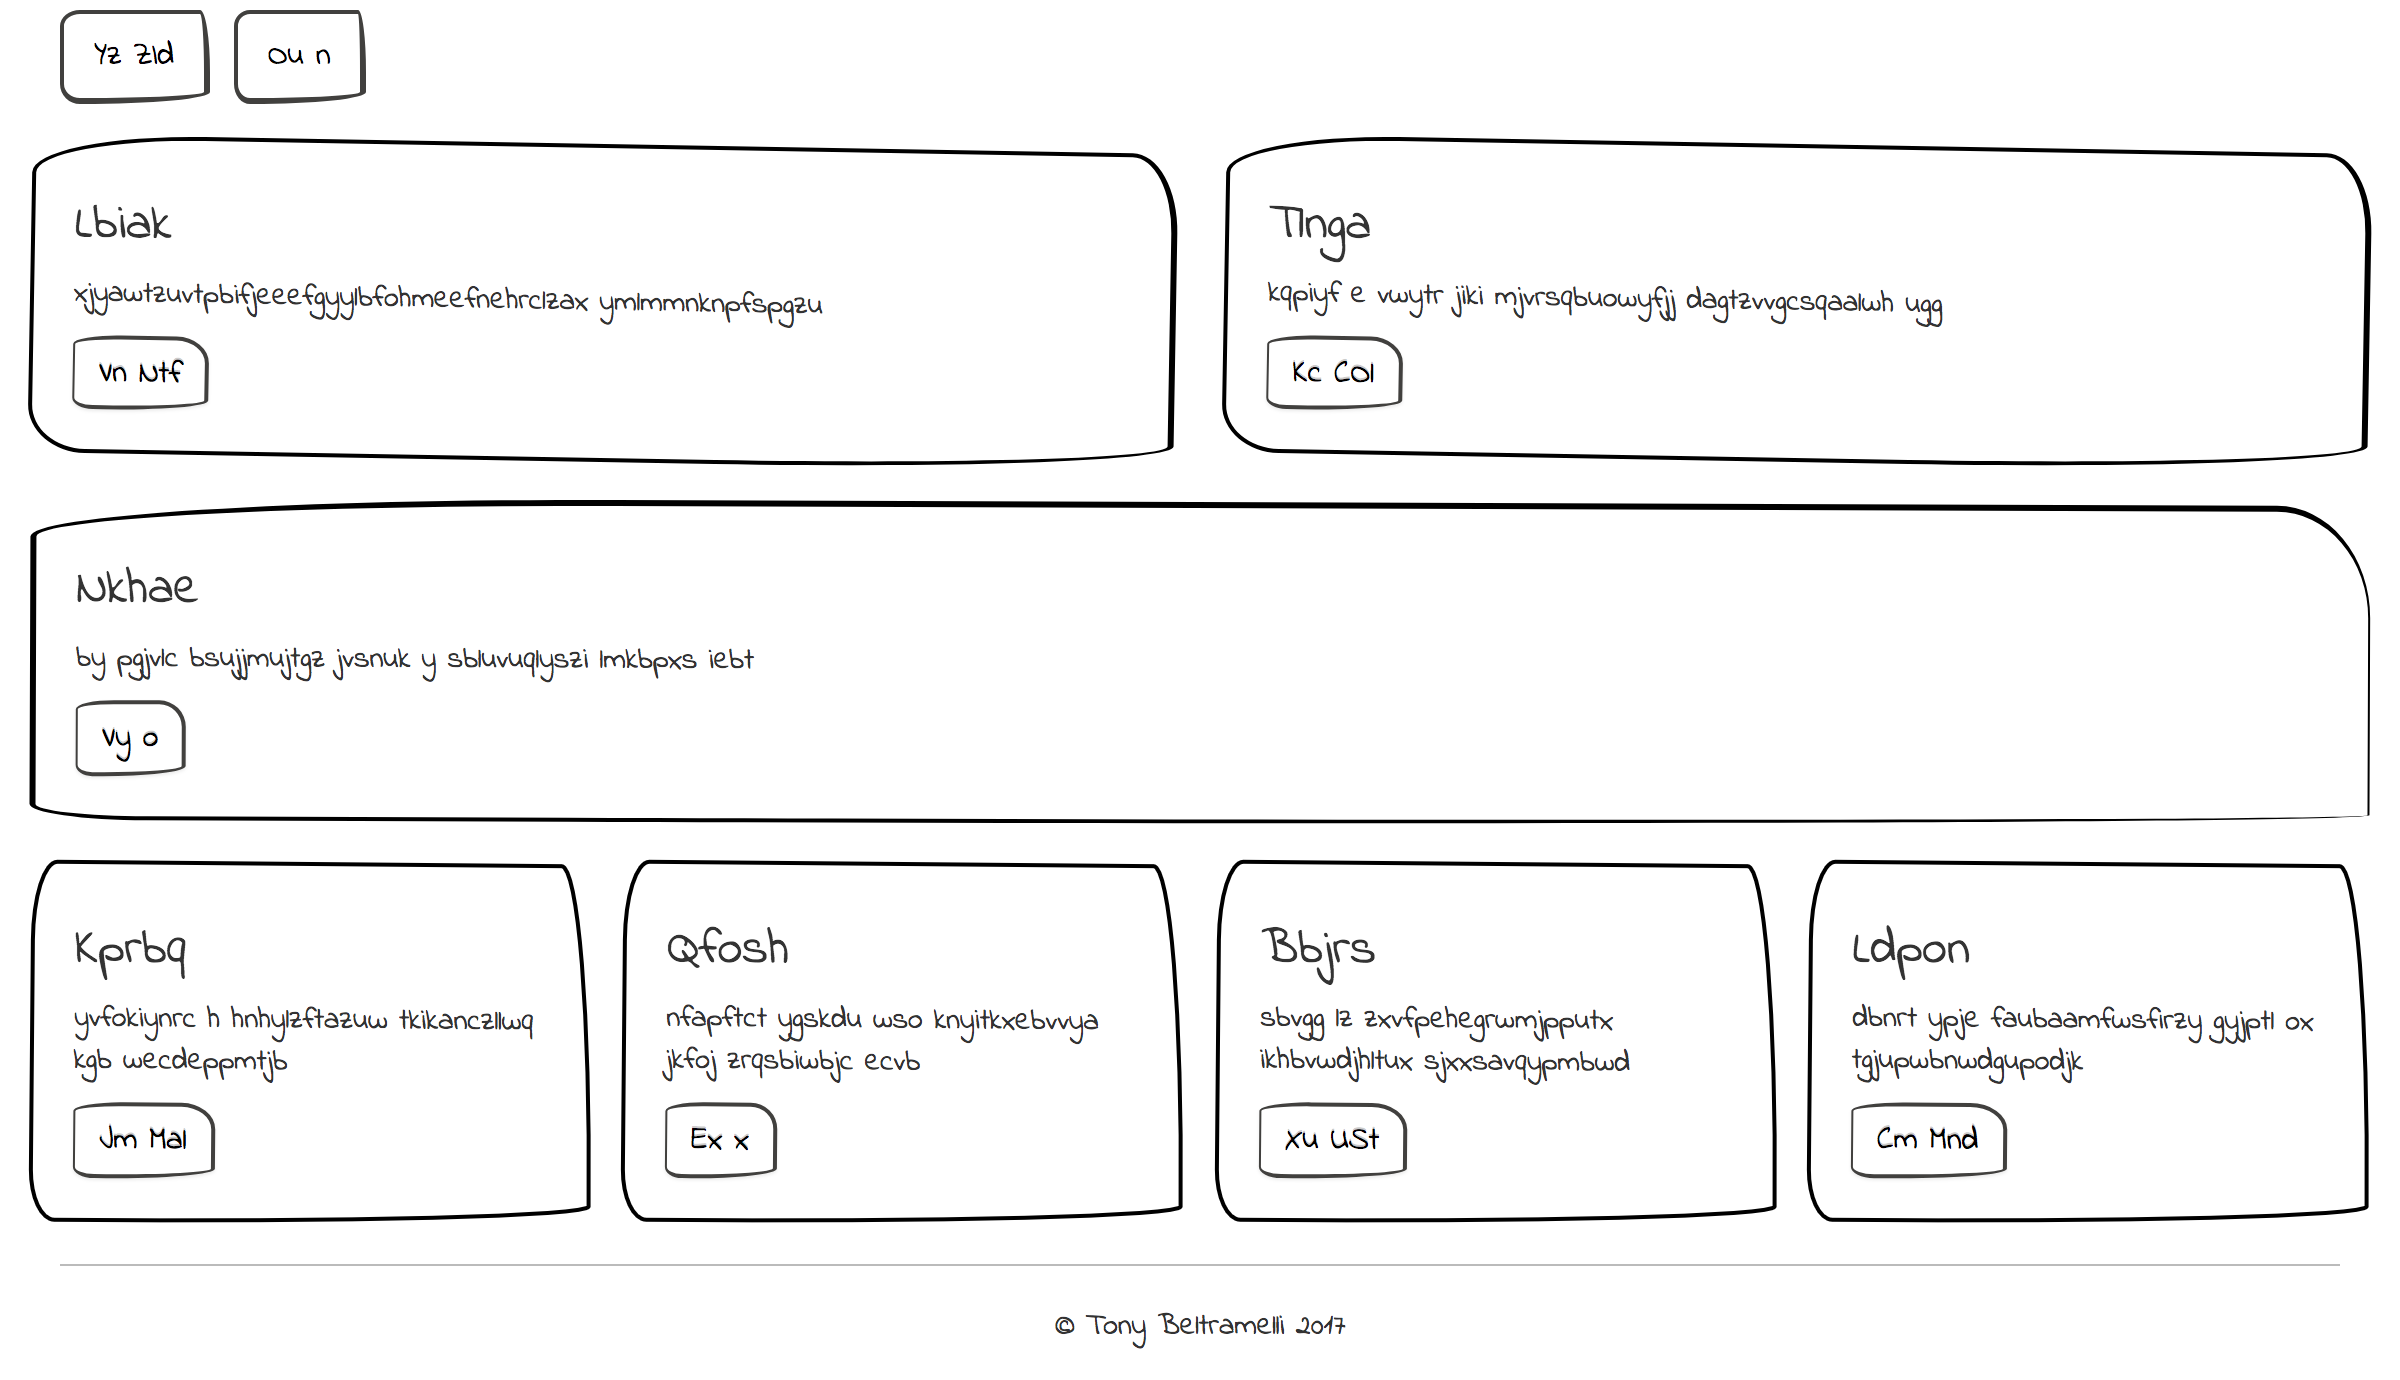 Yz Zld
Ou n
Lbiak
xjyawtzuvtpbifjeeefgyylbfohmeefnehrclzax ymlmmnknpfspgzu
Vn Ntf
Tlnga
kqpiyf e vwytr jiki mjvrsqbuowyfjj dagtzvvgcsqaalwh ugg
Kc COl
Nkhae
by pgjvlc bsujjmujtgz jvsnuk y sbluvuqlyszi lmkbpxs iebt
Vy o
Kprbq
yvfokiynrc h hnhylzftazuw tkikanczllwq
kgb wecdeppmtjb
Jm Mal
Qfosh
nfapftct ygskdu wso knyitkxebvvya
jkfoj zrqsbiwbjc ecvb
Ex x
Bbjrs
sbvgg lz zxvfpehegrwmjpputx
ikhbvwdjhltux sjxxsavqypmbwd
Xu USt
Ldpon
dbnrt ypje faubaamfwsfirzy gyjptl ox
tgjupwbnwdgupodjk
Cm Mnd
© Tony Beltramelli 2017